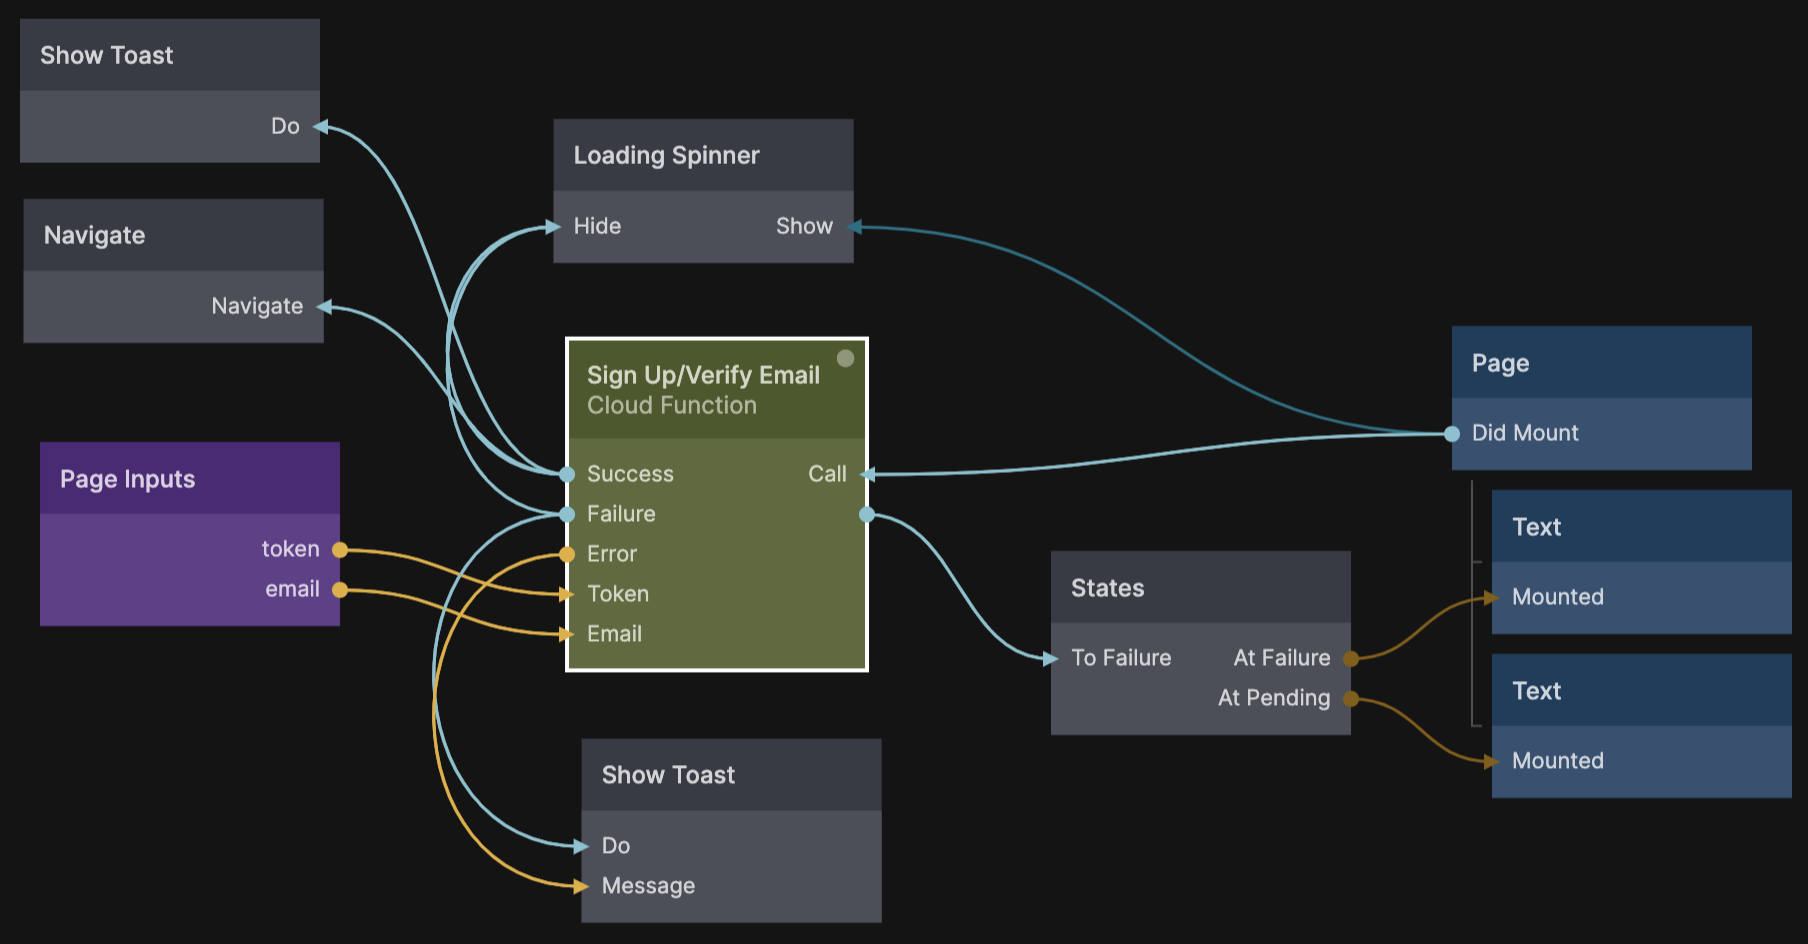 Show Toast
Do
Navigate
Navigate
Page Inputs
token
email
Loading Spinner
Hide Show
Sign Up/Verify Email
Cloud Function
Success Call
Failure
Error
Token
Email
Show Toast
Do
Message
States
To Failure At Failure
At Pending
Page
Did Mount
Text
Mounted
Text
Mounted